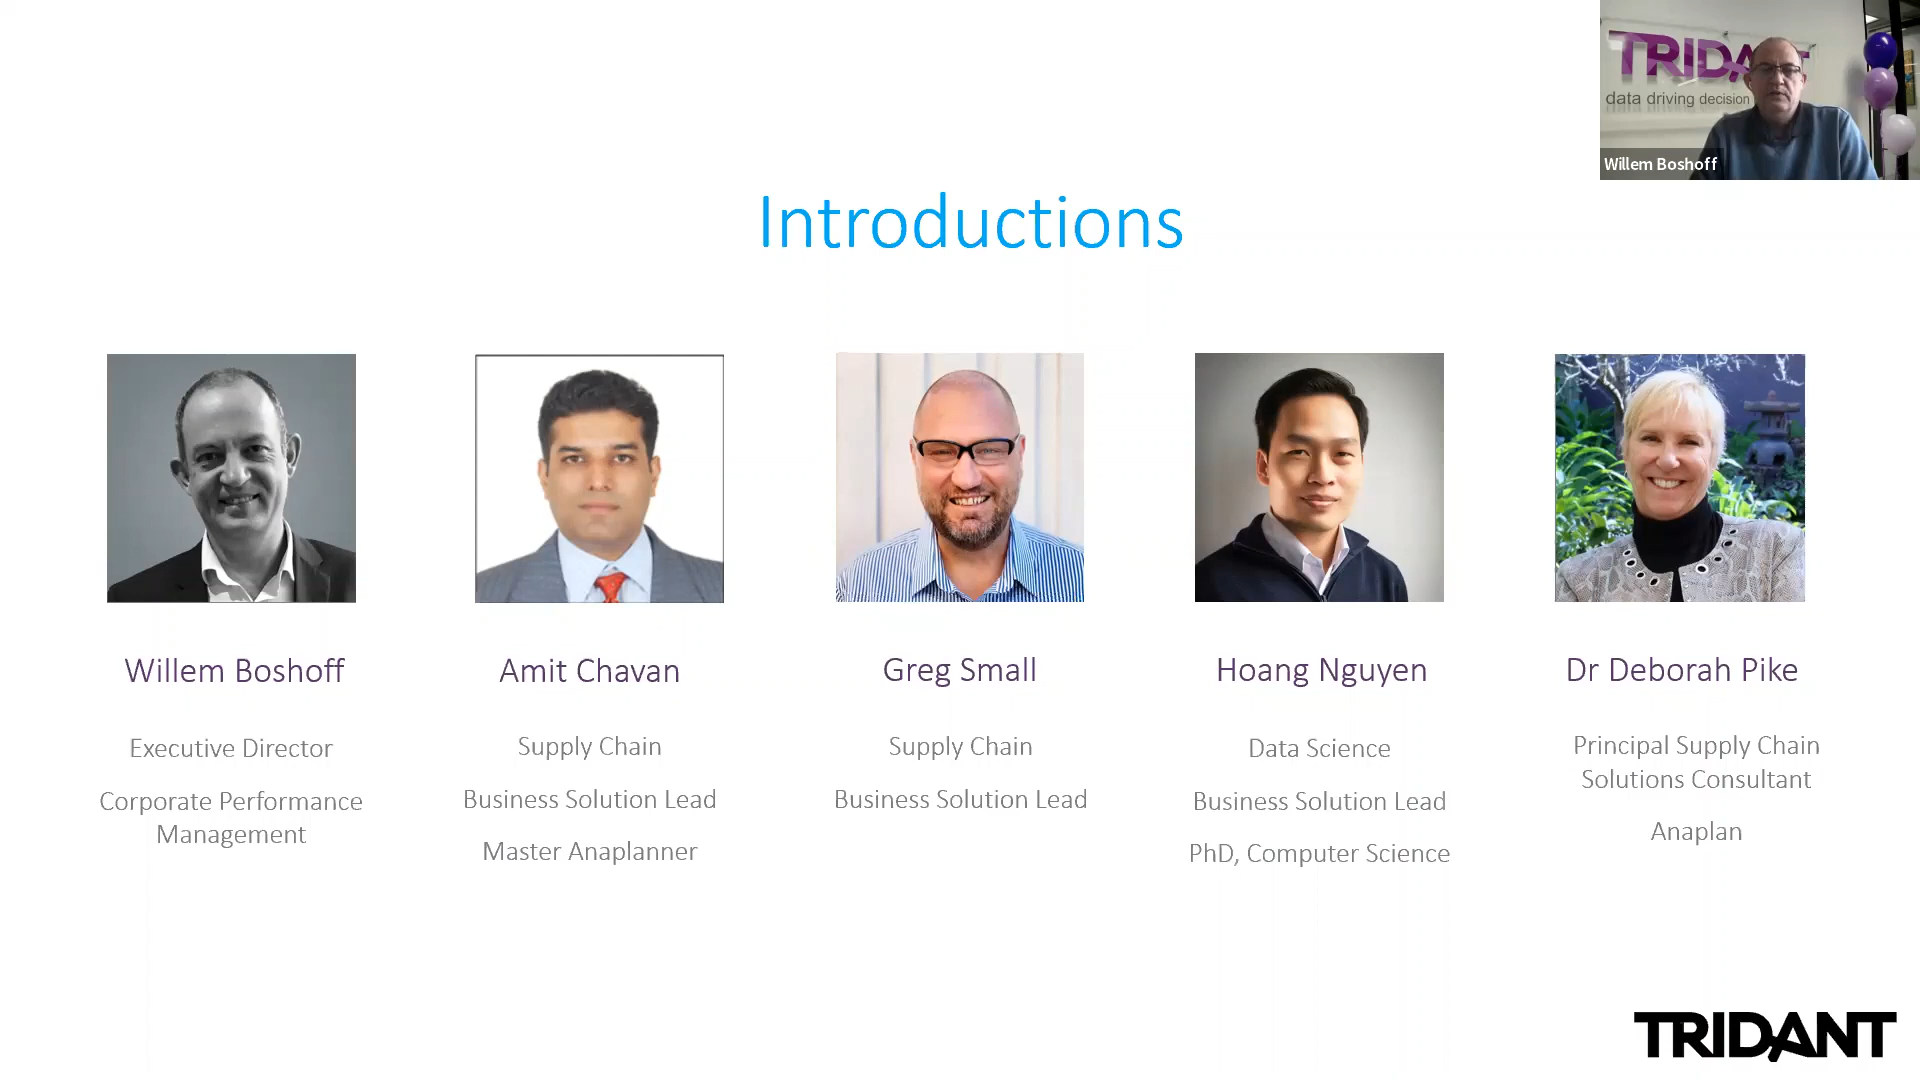 TRIDA
data driving decision
Willem Boshoff
Introductions
Willem Boshoff
Executive Director
Corporate Performance
Management
Amit Chavan
Supply Chain
Business Solution Lead
Master Anaplanner
Greg Small
Supply Chain
Business Solution Lead
Hoang Nguyen
Data Science
Business Solution Lead
PhD, Computer Science
Dr Deborah Pike
Principal Supply Chain
Solutions Consultant
Anaplan
TRIDANT